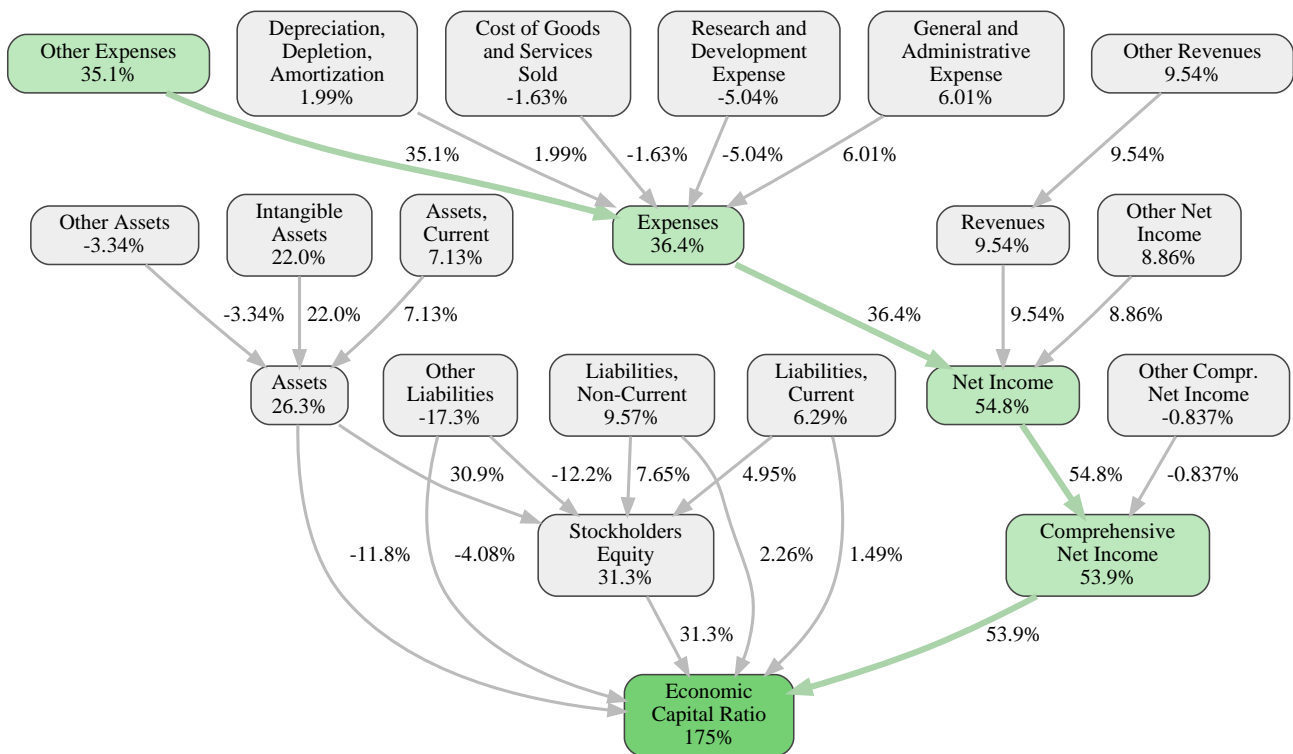 Other Expenses
35.1%
Depreciation,
Depletion,
Amortization
1.99%
Cost of Goods
and Services
Sold
-1.63%
Research and
Development
Expense
-5.04%
General and
Administrative
Expense
6.01%
Other Revenues
9.54%
35.1%
1.99%
-1.63%
-5.04%
6.01%
9.54%
Other Assets
-3.34%
Intangible
Assets
22.0%
Assets,
Current
7.13%
Expenses
36.4%
Revenues
9.54%
Other Net
Income
8.86%
-3.34%
22.0%
7.13%
36.4%
9.54%
8.86%
Assets
26.3%
Other
Liabilities
-17.3%
Liabilities,
Non-Current
9.57%
Liabilities,
Current
6.29%
Net Income
54.8%
Other Compr.
Net Income
-0.837%
30.9%
-12.2%
7.65%
4.95%
54.8%
-0.837%
-11.8%
-4.08%
Stockholders
Equity
31.3%
2.26%
1.49%
Comprehensive
Net Income
53.9%
31.3%
53.9%
Economic
Capital Ratio
175%